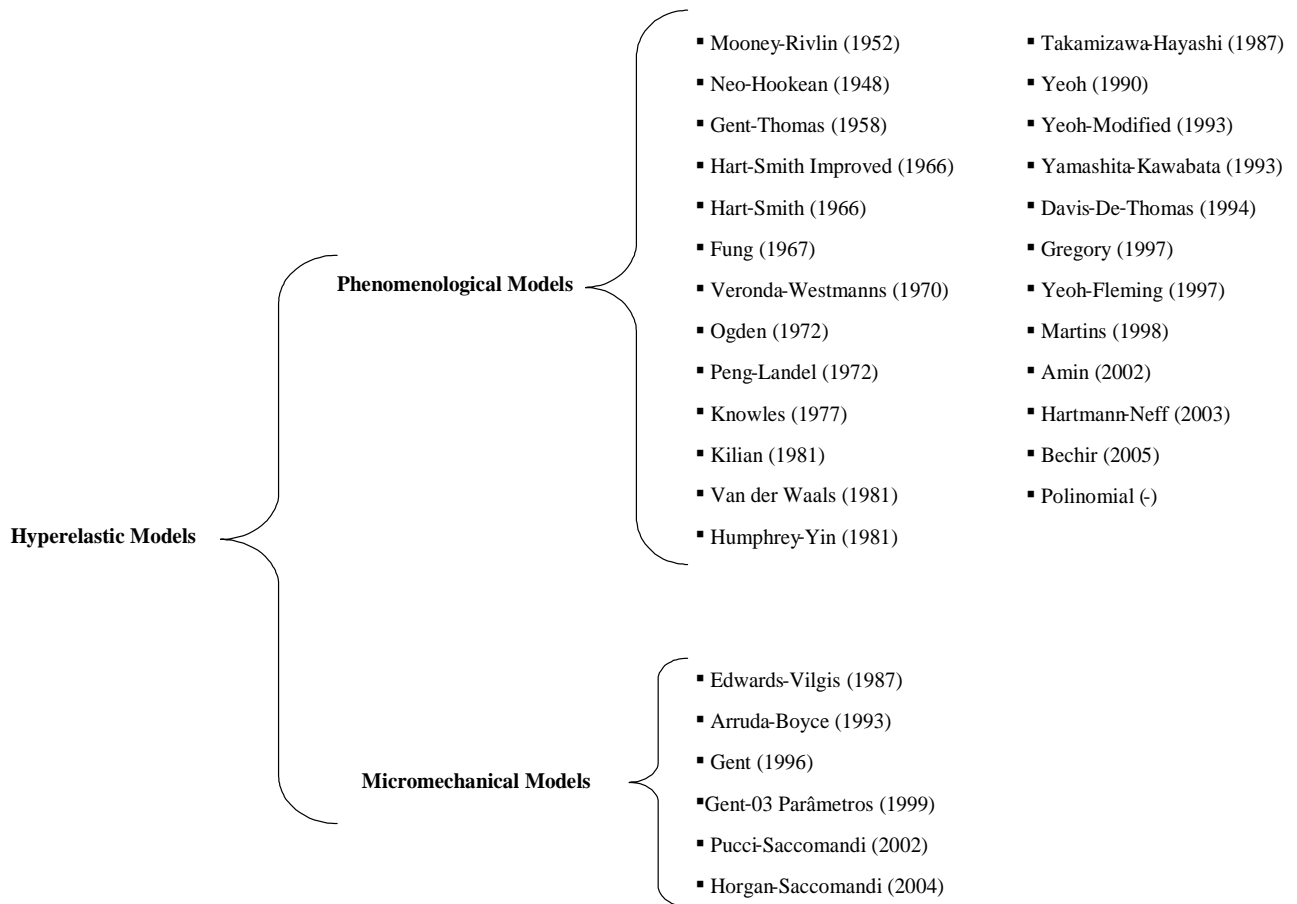 Hyperelastic Models
Phenomenological Models
▪ Mooney-Rivlin (1952)
▪ Neo-Hookean (1948)
▪ Gent-Thomas (1958)
▪ Hart-Smith Improved (1966)
▪ Hart-Smith (1966)
▪ Fung (1967)
▪ Veronda-Westmanns (1970)
▪ Ogden (1972)
▪ Peng-Landel (1972)
▪ Knowles (1977)
▪ Kilian (1981)
▪ Van der Waals (1981)
▪ Humphrey-Yin (1981)
▪ Takamizawa-Hayashi (1987)
▪ Yeoh (1990)
▪ Yeoh-Modified (1993)
▪ Yamashita-Kawabata (1993)
▪ Davis-De-Thomas (1994)
▪ Gregory (1997)
▪ Yeoh-Fleming (1997)
▪ Martins (1998)
▪ Amin (2002)
▪ Hartmann-Neff (2003)
▪ Bechir (2005)
▪ Polinomial (-)
Micromechanical Models
▪ Edwards-Vilgis (1987)
▪ Arruda-Boyce (1993)
▪ Gent (1996)
▪Gent-03 Parâmetros (1999)
▪ Pucci-Saccomandi (2002)
▪ Horgan-Saccomandi (2004)